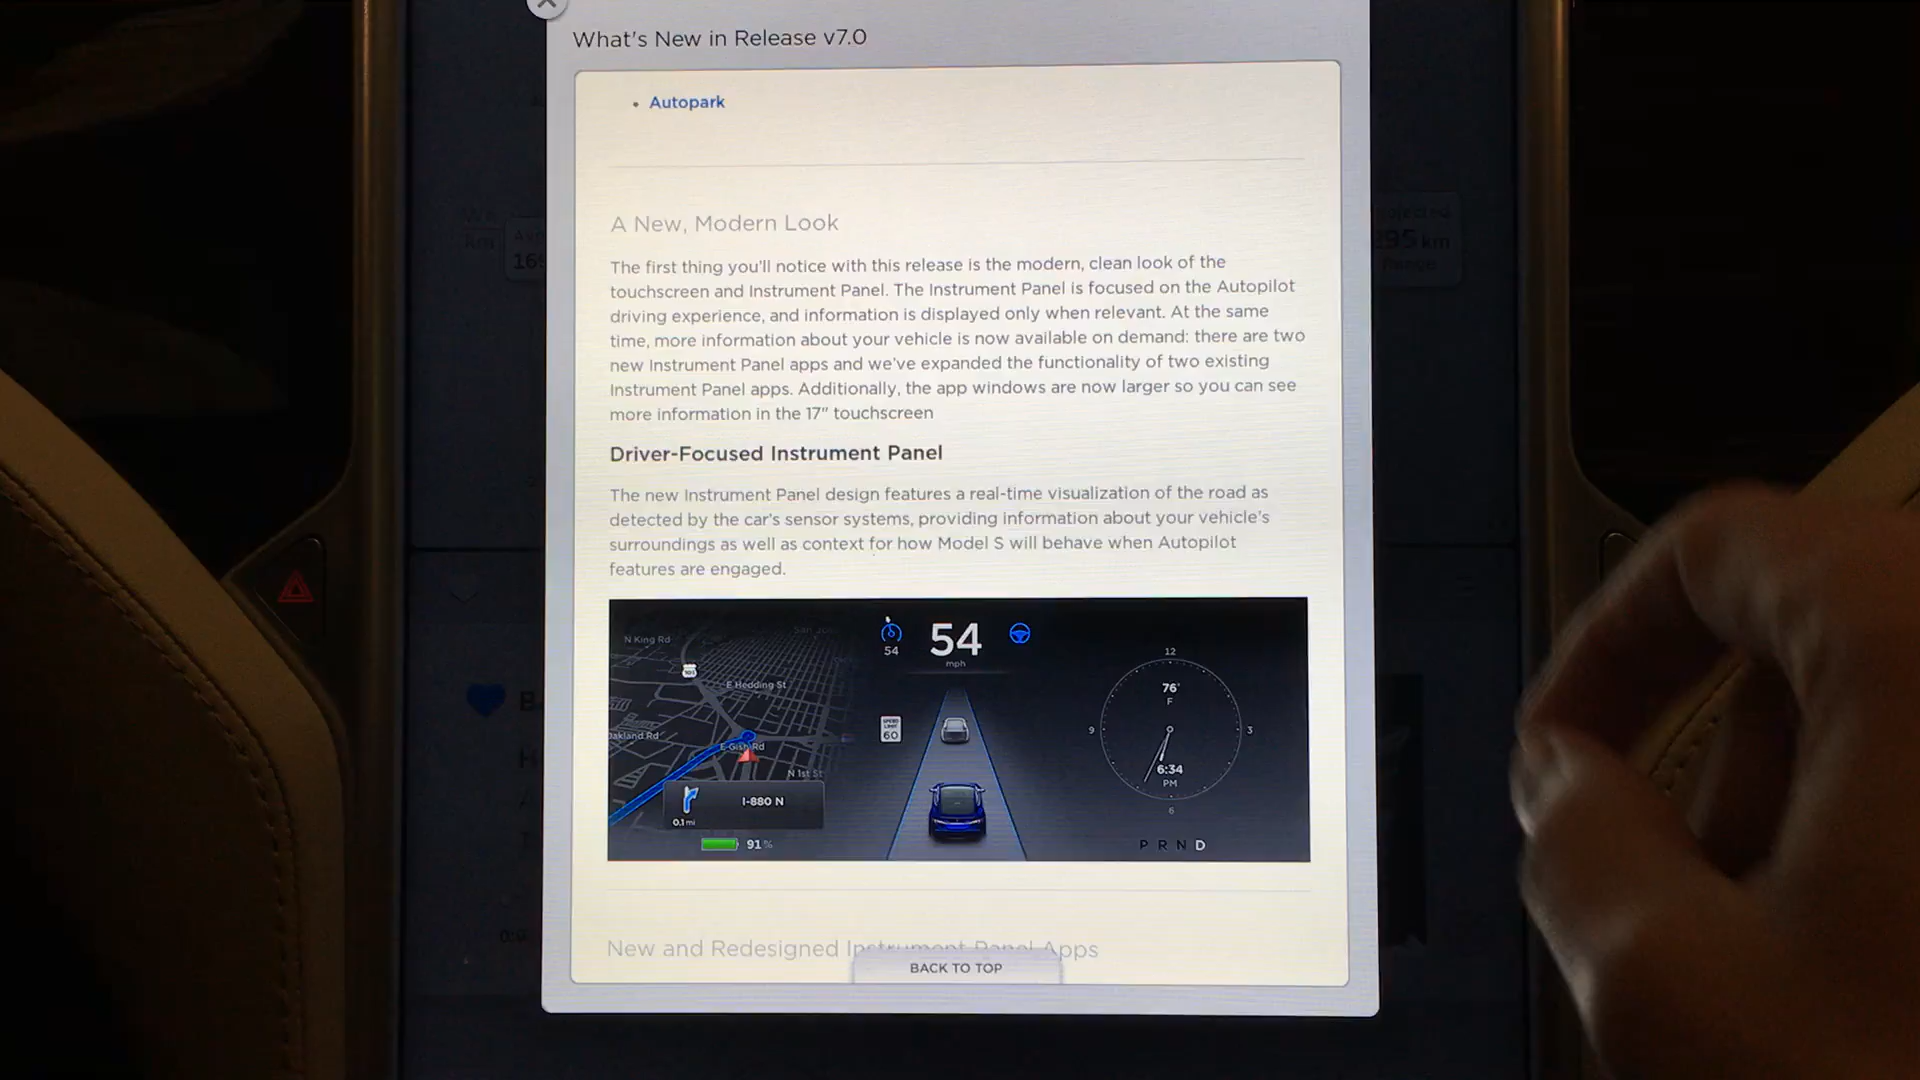 What's New in Release v7.0
• Autopark
A New, Modern Look
The first thing you'll notice with this release is the modern, clean look of the
touchscreen and Instrument Panel. The Instrument Panel is focused on the Autopilot
driving experience, and information is displayed only when relevant. At the same
time, more information about your vehicle is now available on demand: there are two
new Instrument Panel apps and we've expanded the functionality of two existing
Instrument Panel apps. Additionally, the app windows are now larger so you can see
more information in the 17" touchscreen
Driver-Focused Instrument Panel
The new Instrument Panel design features a real-time visualization of the road as
detected by the car's sensor systems, providing information about your vehicle's
surroundings as well as context for how Model S will behave when Autopilot
features are engaged.
N King Rd
E Hedding St
Oakland Rd
E Gish Rd
N 1st St
I-880 N
0.1 mi
91%
54
54
mph
SPEED
LIMIT
60
12
76°
F
9
3
6:34
PM
6
P R N D
New and Redesigned Instrument Panel Apps
BACK TO TOP
km
Range